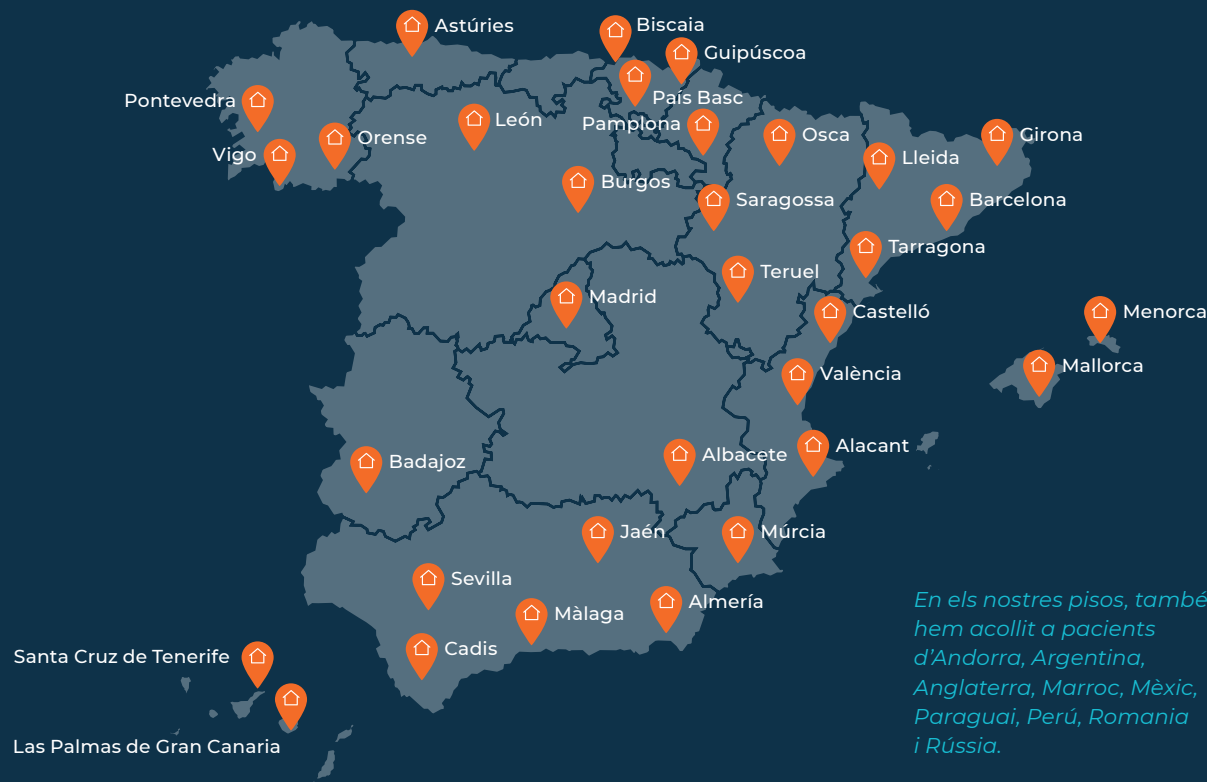 Astúries
Biscaia
Guipúscoa
País Basc
Pontevedra
León
Pamplona
Orense
Osca
Girona
Vigo
Lleida
Burgos
Saragossa
Barcelona
Tarragona
Teruel
Madrid
Castelló
Menorca
València
Mallorca
Badajoz
Albacete
Alacant
Jaén
Múrcia
Sevilla
Màlaga
Almería
Cadis
Santa Cruz de Tenerife
Las Palmas de Gran Canaria
En els nostres pisos, també
hem acollit a pacients
d’Andorra, Argentina,
Anglaterra, Marroc, Mèxic,
Paraguai, Perú, Romania
i Rússia.